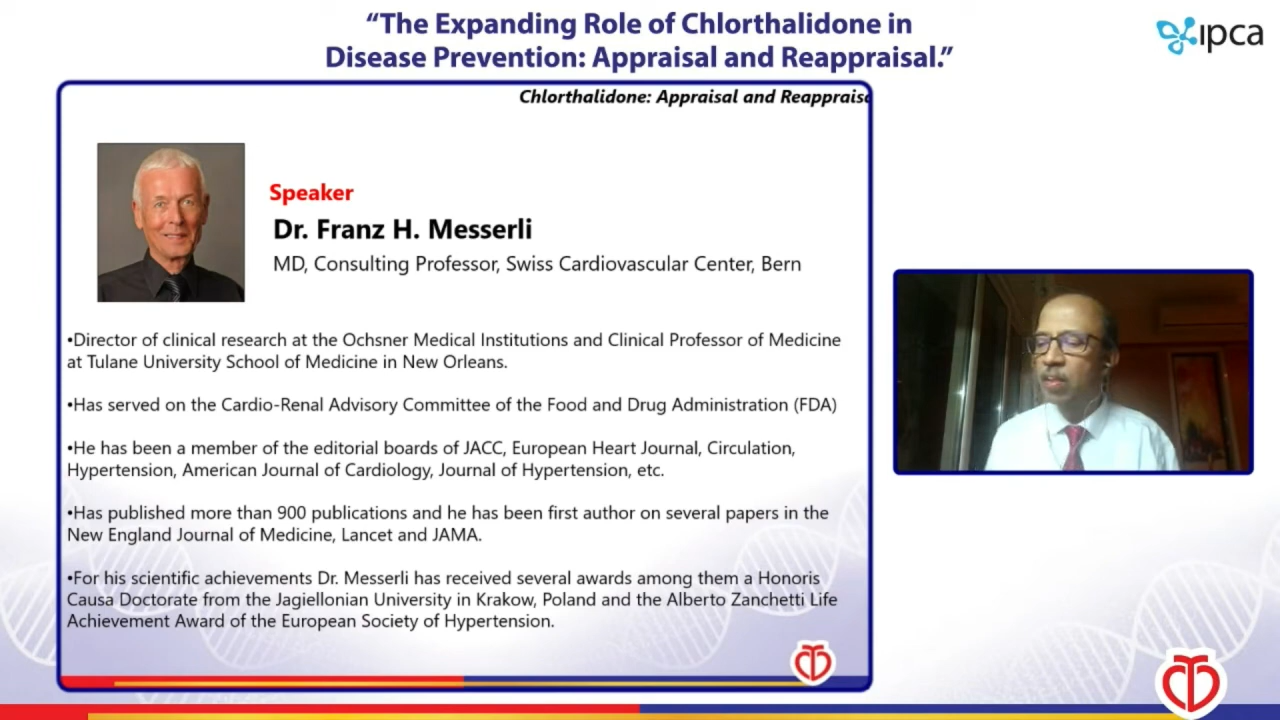 “The Expanding Role of Chlorthalidone in
Disease Prevention: Appraisal and Reappraisal.”
ipca
Chlorthalidone: Appraisal and Reappraisa
Speaker
Dr. Franz H. Messerli
MD, Consulting Professor, Swiss Cardiovascular Center, Bern
•Director of clinical research at the Ochsner Medical Institutions and Clinical Professor of Medicine
at Tulane University School of Medicine in New Orleans.
•Has served on the Cardio-Renal Advisory Committee of the Food and Drug Administration (FDA)
•He has been a member of the editorial boards of JACC, European Heart Journal, Circulation,
Hypertension, American Journal of Cardiology, Journal of Hypertension, etc.
•Has published more than 900 publications and he has been first author on several papers in the
New England Journal of Medicine, Lancet and JAMA.
•For his scientific achievements Dr. Messerli has received several awards among them a Honoris
Causa Doctorate from the Jagiellonian University in Krakow, Poland and the Alberto Zanchetti Life
Achievement Award of the European Society of Hypertension.